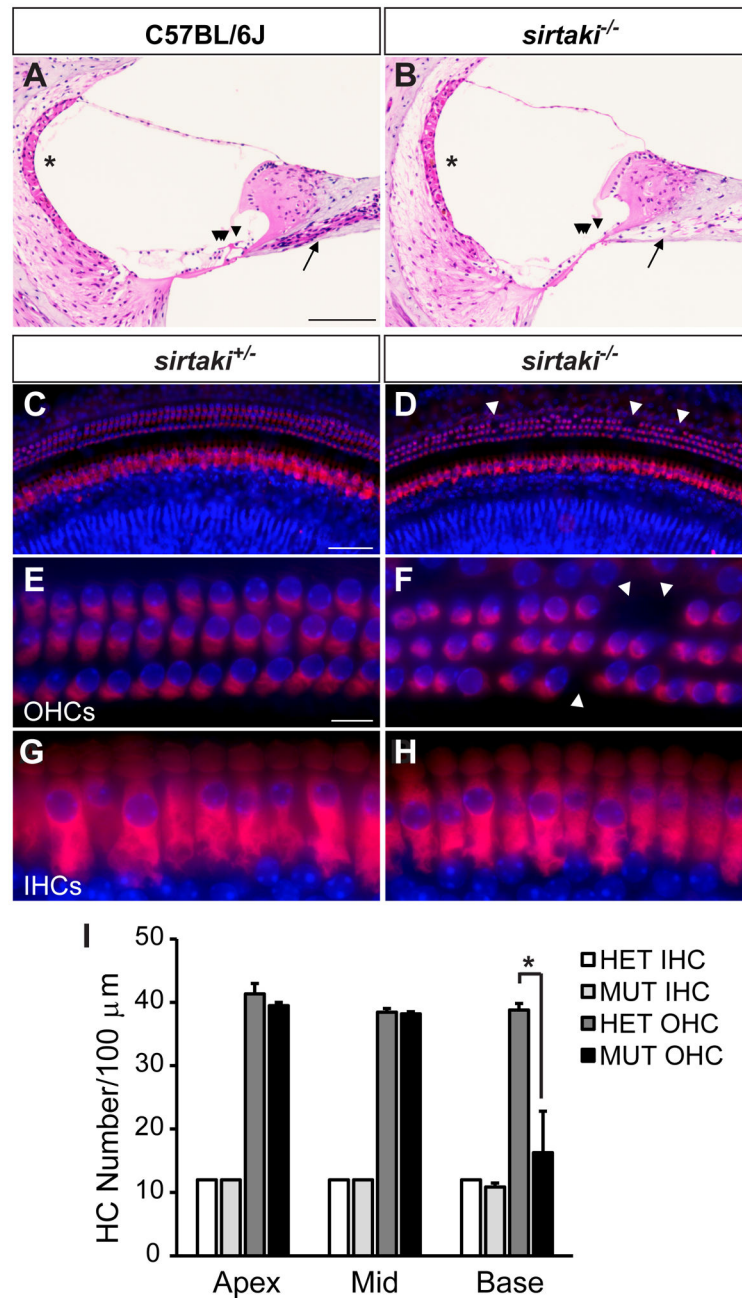 C57BL/6J
sirtaki-/-
A
B
*
*
sirtaki+/-
sirtaki-/-
C
D
E
F
OHCs
G
H
IHCs
I
HC Number/100 μm
50
40
30
20
10
0
*
HET IHC
MUT IHC
HET OHC
MUT OHC
Apex Mid Base